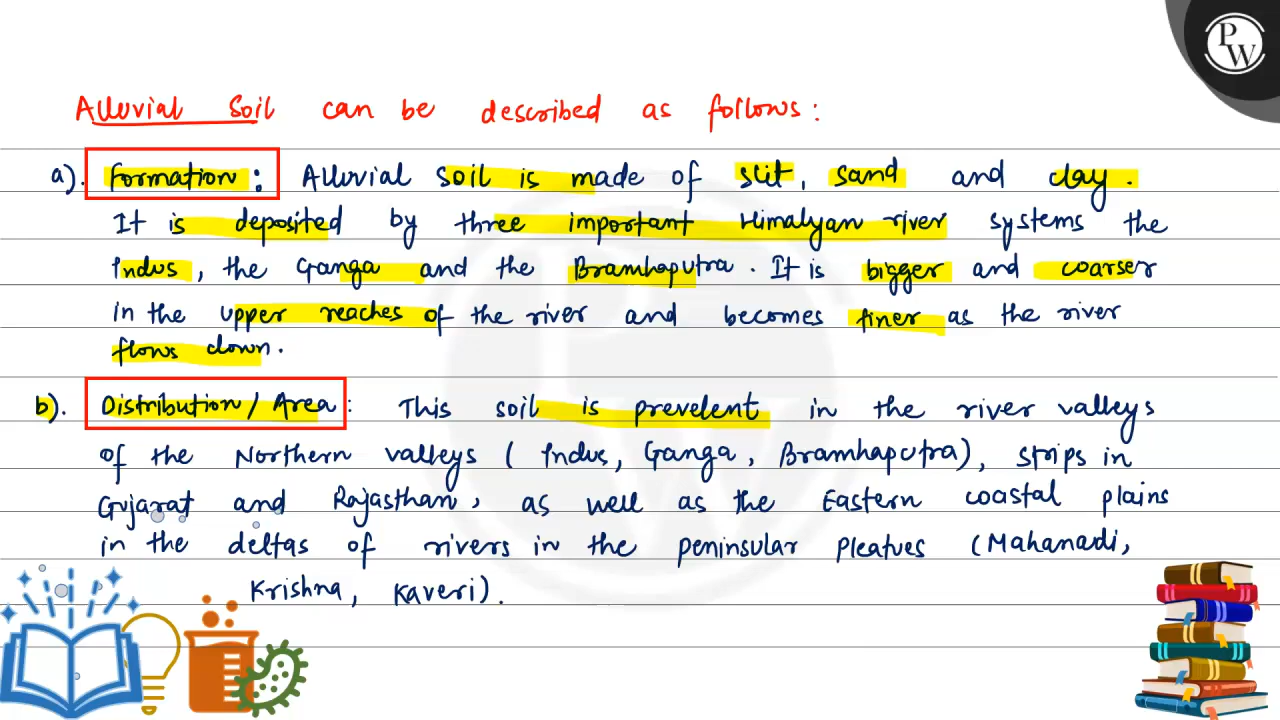 PW
Alluvial Soil can be described as follows:
a). Formation: Alluvial soil is made of silt, sand and clay.
It is deposited by three important Himalyan river systems the
Indus, the Ganga and the Bramhaputra. It is bigger and coarser
in the upper reaches of the river and becomes finer as the river
flows down.
b). Distribution/Area: This soil is prevelent in the river valleys
of the Northern valleys (Indus, Ganga, Bramhaputra), strips in
Gujarat and Rajasthan, as well as the Eastern coastal plains
in the deltas of rivers in the peninsular pleatues (Mahanadi,
Krishna, Kaveri).